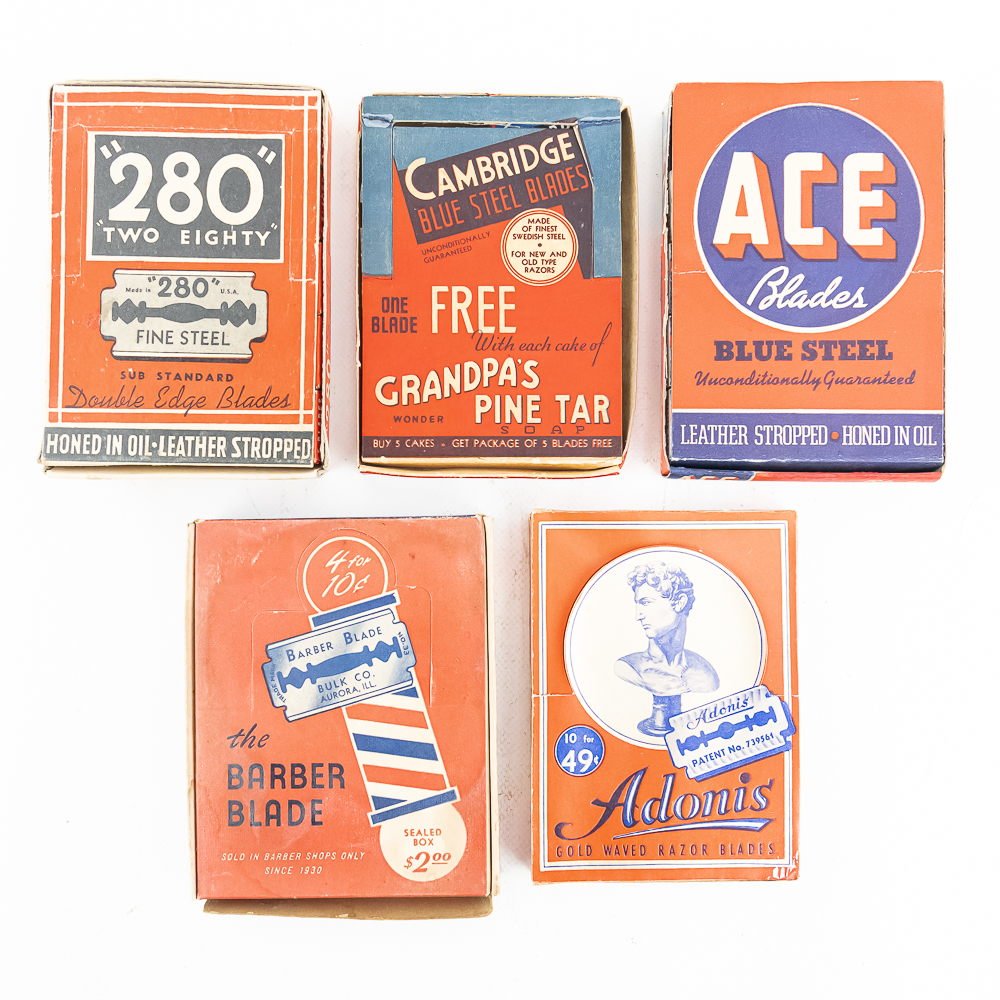 "280"
"TWO EIGHTY"
Made in "280" U.S.A.
FINE STEEL
SUB STANDARD
Double Edge Blades
HONED IN OIL·LEATHER STROPPED
CAMBRIDGE
BLUE STEEL BLADES
UNCONDITIONALLY
GUARANTEED
MADE
OF FINEST
SWEDISH STEEL
•
FOR NEW AND
OLD TYPE
RAZORS
ONE
BLADE
FREE
With each cake of
GRANDPA'S
WONDER
PINE TAR
SOAP
BUY 5 CAKES - GET PACKAGE OF 5 BLADES FREE
ACE
Blades
BLUE STEEL
Unconditionally Guaranteed
LEATHER STROPPED • HONED IN OIL
ACE
4 for
10¢
BARBER BLADE
BULK CO.
AURORA, ILL.
the
BARBER
BLADE
SEALED
BOX
$2.00
SOLD IN BARBER SHOPS ONLY
SINCE 1930
Adonis
PATENT No. 739561
10 for
49¢
Adonis
GOLD WAVED RAZOR BLADES